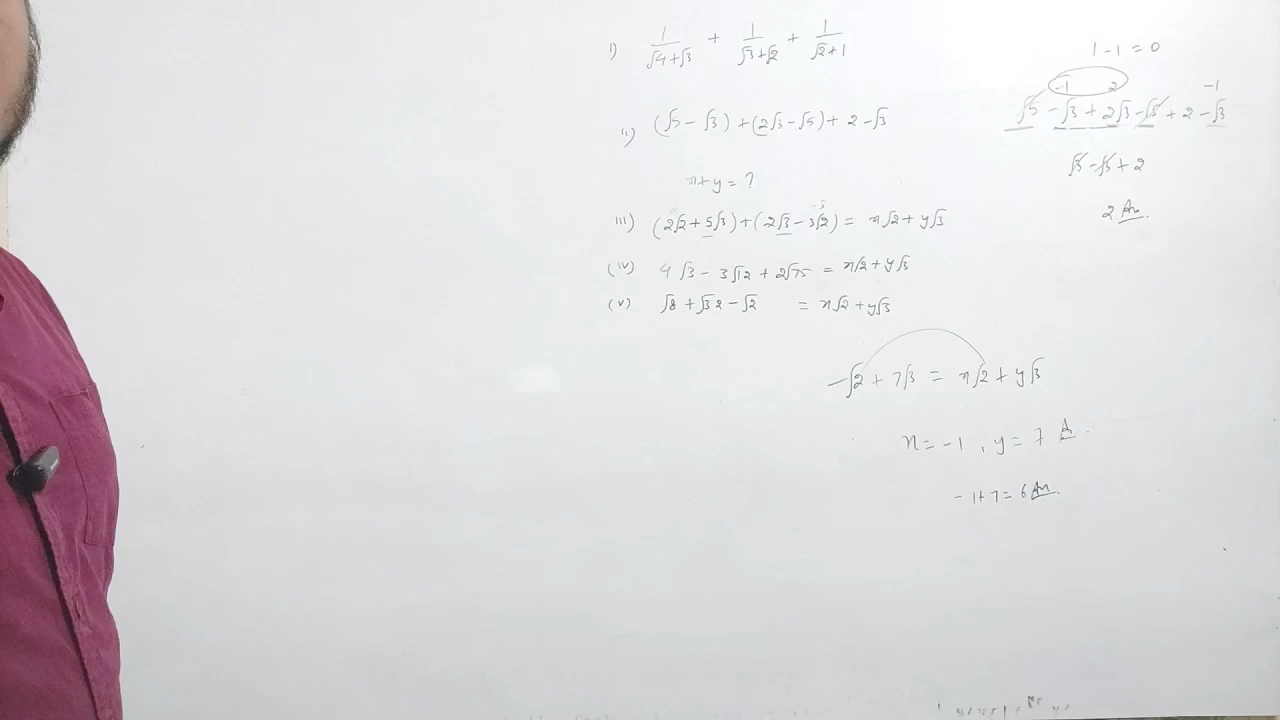 i) 1/(√4+√3) + 1/(√3+√2) + 1/(√2+1)
ii) (√5 - √3) + (2√3 - √5) + 2 - √3
x+y = ?
iii) (2√2 + 5√3) + (2√3 - 3√2) = x√2 + y√3
(iv) 4√3 - 3√12 + 2√75 = x√2 + y√3
(v) √8 + √32 - √2 = x√2 + y√3
1 - 1 = 0
-1 2 -1
√5 - √3 + 2√3 - √5 + 2 - √3
√5 - √5 + 2
2 Ans.
-√2 + 7√3 = x√2 + y√3
x = -1 , y = 7 A
-1+7 = 6 Ans.